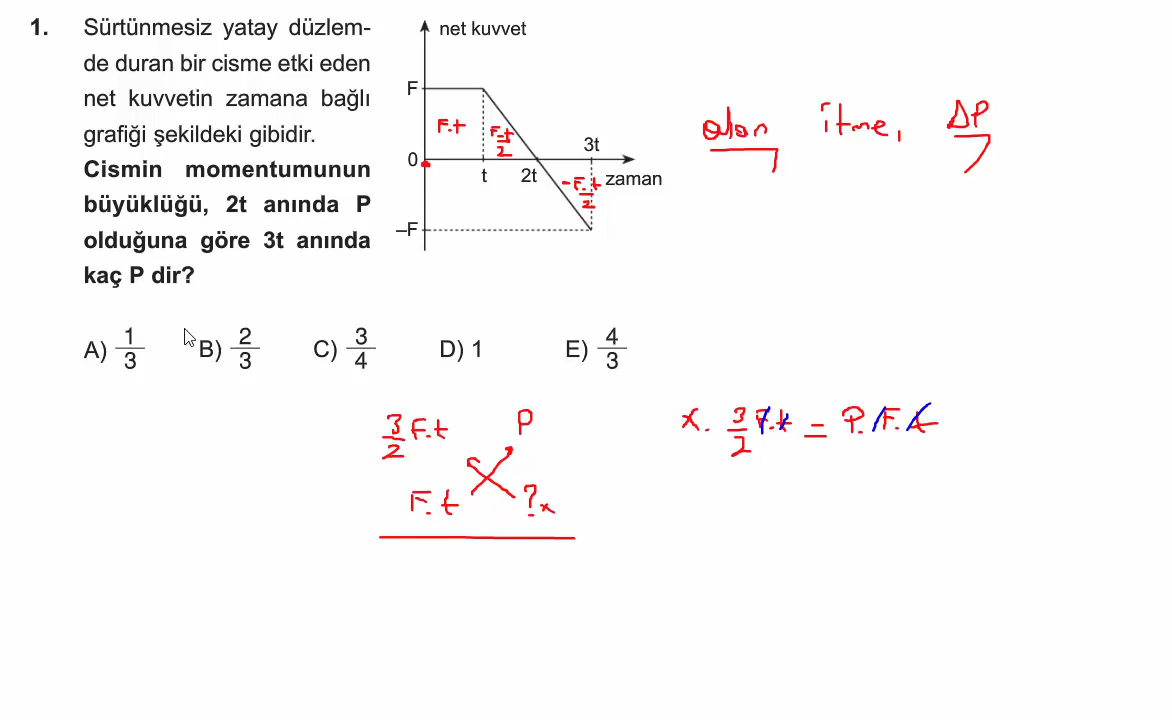 1. Sürtünmesiz yatay düzlem-
de duran bir cisme etki eden
net kuvvetin zamana bağlı
grafiği şekildeki gibidir.
Cismin momentumunun
büyüklüğü, 2t anında P
olduğuna göre 3t anında
kaç P dir?
net kuvvet
F
F.t
F.t/2
3t
0
t
2t
-F.t/2
zaman
–F
alan itme, ΔP
A) 1/3 B) 2/3 C) 3/4 D) 1 E) 4/3
3/2 F.t P
F.t ?x
x. 3/2 F.t = P. F. t